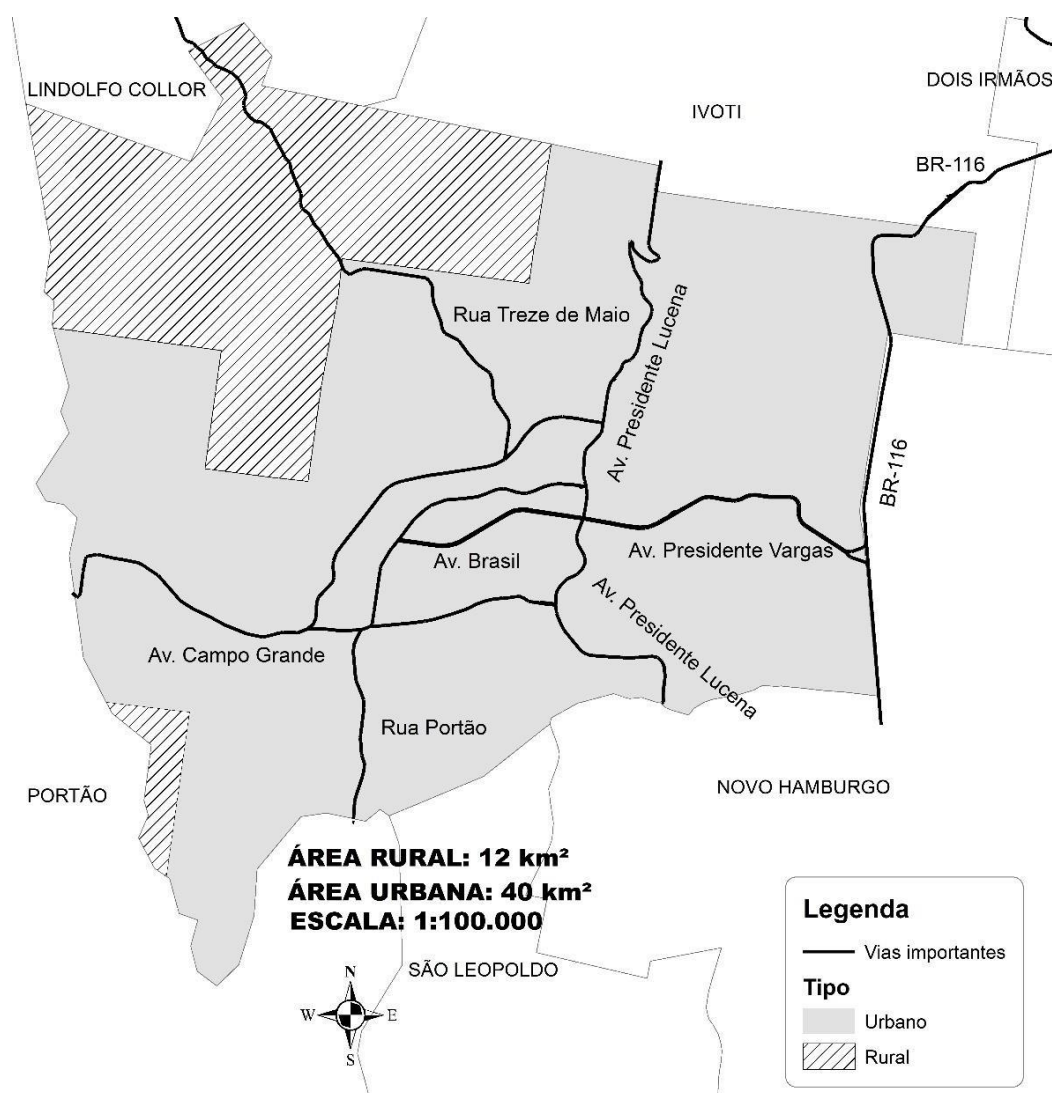 LINDOLFO COLLOR
DOIS IRMÃOS
IVOTI
BR-116
Rua Treze de Maio
Av. Presidente Lucena
BR-116
Av. Brasil
Av. Presidente Vargas
Av. Presidente Lucena
Av. Campo Grande
Rua Portão
PORTÃO
NOVO HAMBURGO
ÁREA RURAL: 12 km²
ÁREA URBANA: 40 km²
ESCALA: 1:100.000
SÃO LEOPOLDO
N
W
E
S
Legenda
Vias importantes
Tipo
Urbano
Rural